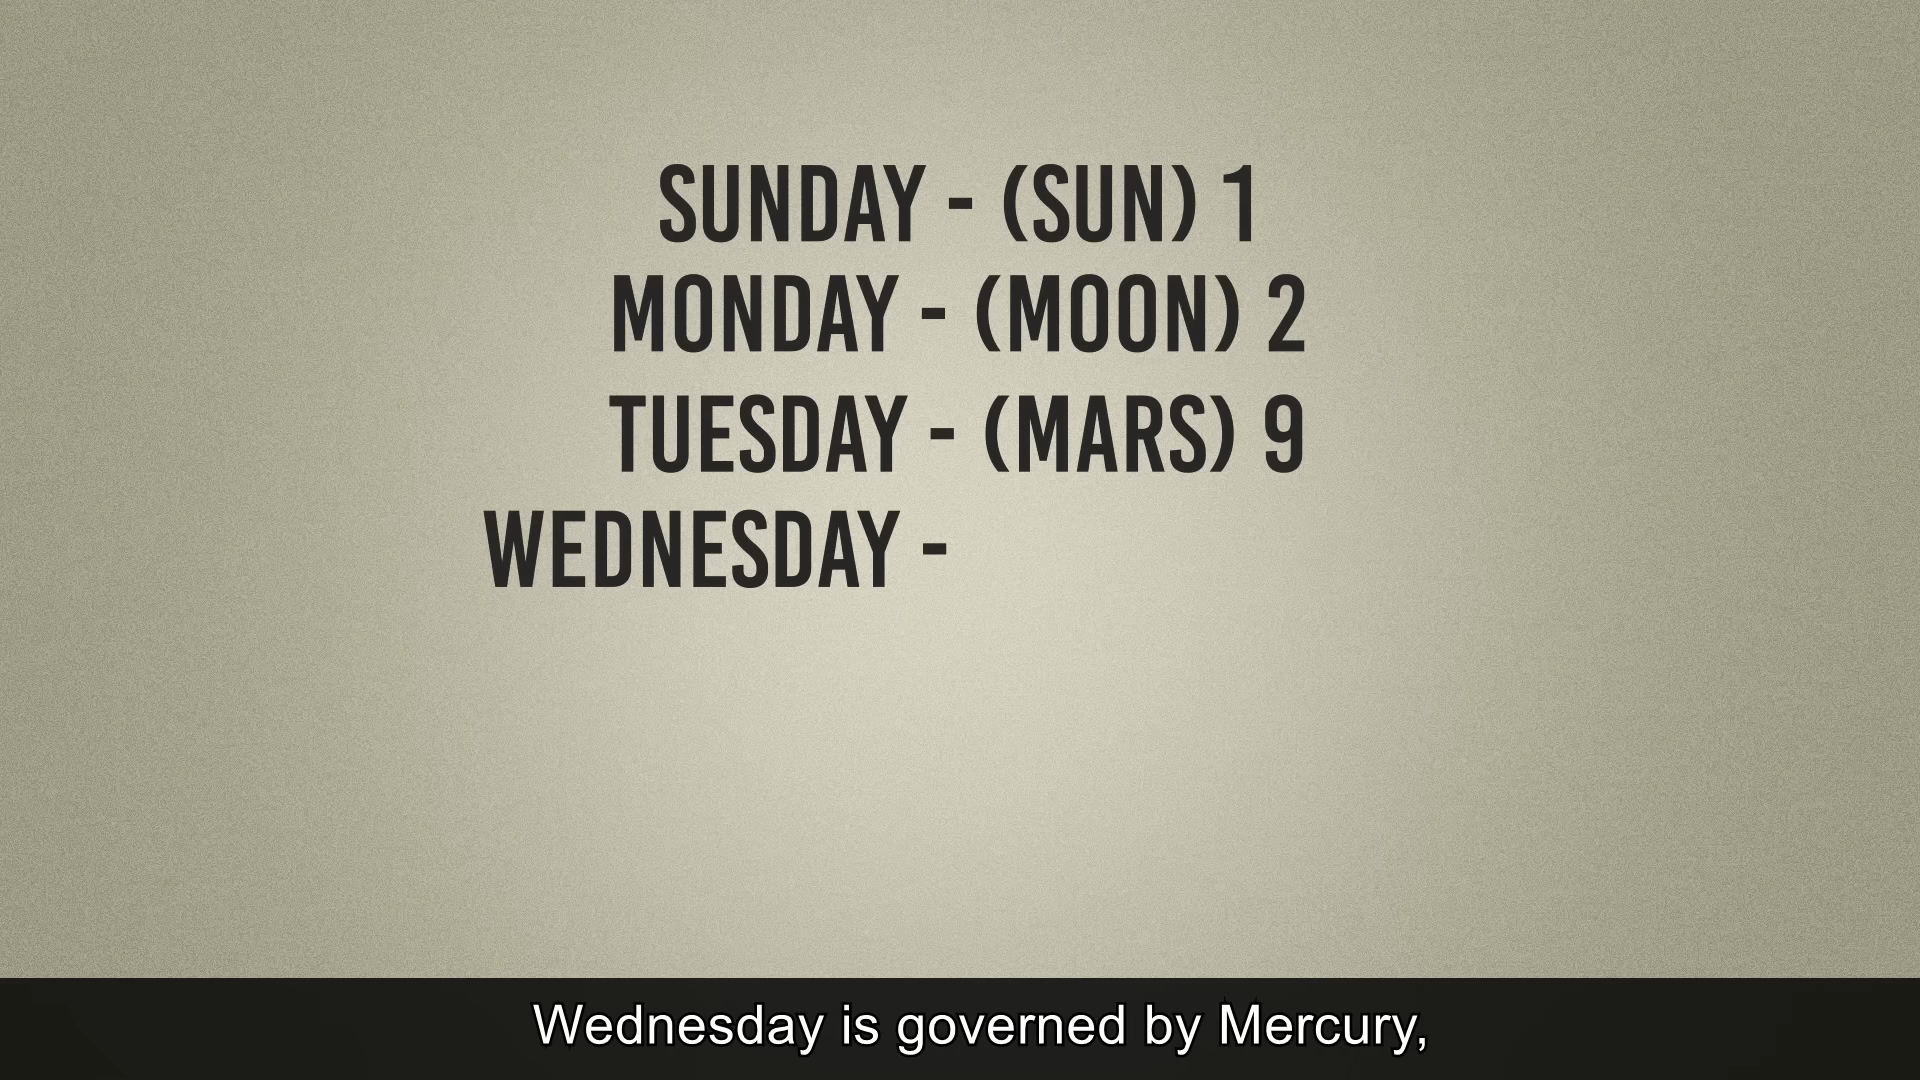 SUNDAY - (SUN) 1
MONDAY - (MOON) 2
TUESDAY - (MARS) 9
WEDNESDAY -
Wednesday is governed by Mercury,